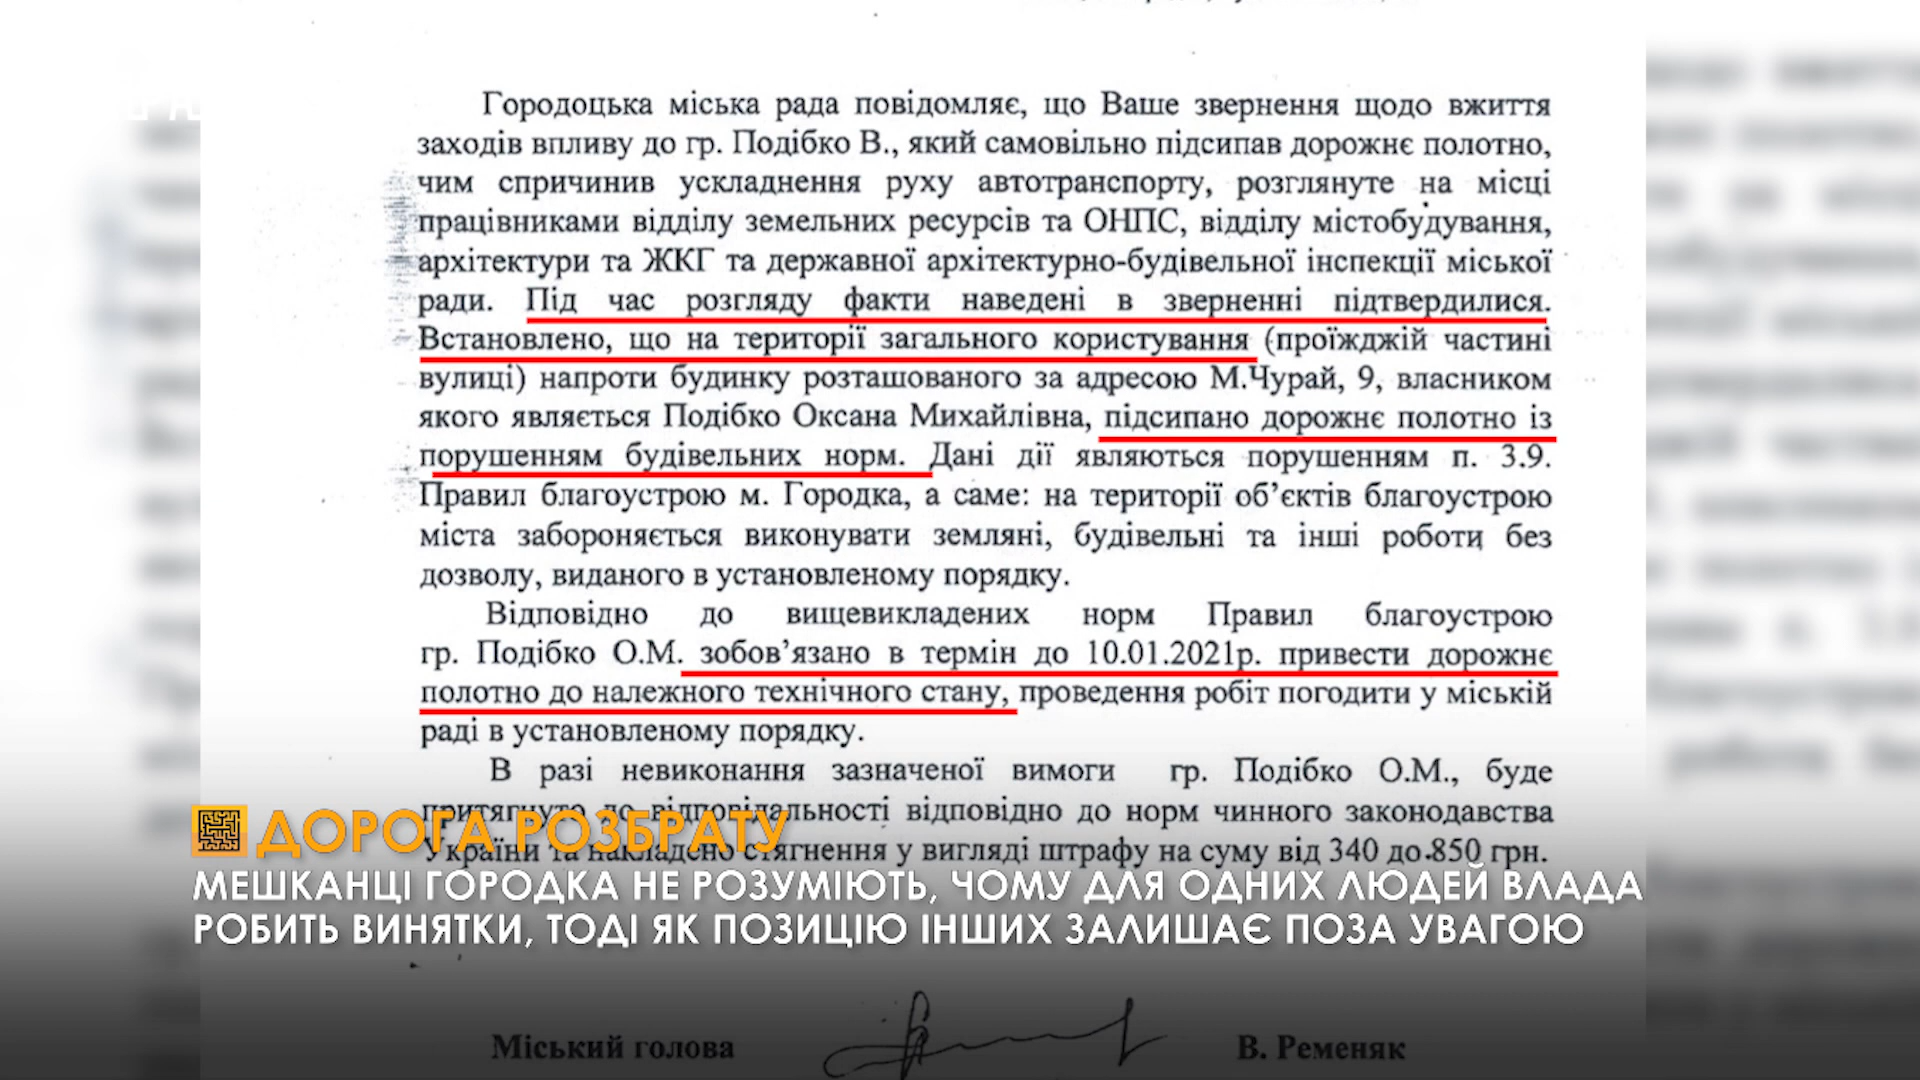 Городоцька міська рада повідомляє, що Ваше звернення щодо вжиття
заходів впливу до гр. Подібко В., який самовільно підсипав дорожнє полотно,
чим спричинив ускладнення руху автотранспорту, розглянуте на місці
працівниками відділу земельних ресурсів та ОНПС, відділу містобудування,
архітектури та ЖКГ та державної архітектурно-будівельної інспекції міської
ради. Під час розгляду факти наведені в зверненні підтвердилися.
Встановлено, що на території загального користування (проїжджій частині
вулиці) напроти будинку розташованого за адресою М.Чурай, 9, власником
якого являється Подібко Оксана Михайлівна, підсипано дорожнє полотно із
порушенням будівельних норм. Дані дії являються порушенням п. 3.9.
Правил благоустрою м. Городка, а саме: на території об’єктів благоустрою
міста забороняється виконувати земляні, будівельні та інші роботи без
дозволу, виданого в установленому порядку.
Відповідно до вищевикладених норм Правил благоустрою
гр. Подібко О.М. зобов’язано в термін до 10.01.2021р. привести дорожнє
полотно до належного технічного стану, проведення робіт погодити у міській
раді в установленому порядку.
В разі невиконання зазначеної вимоги гр. Подібко О.М., буде
притягнуто до відповідальності відповідно до норм чинного законодавства
України та накладено стягнення у вигляді штрафу на суму від 340 до 850 грн.
ДОРОГА РОЗБРАТУ
МЕШКАНЦІ ГОРОДКА НЕ РОЗУМІЮТЬ, ЧОМУ ДЛЯ ОДНИХ ЛЮДЕЙ ВЛАДА
РОБИТЬ ВИНЯТКИ, ТОДІ ЯК ПОЗИЦІЮ ІНШИХ ЗАЛИШАЄ ПОЗА УВАГОЮ
Міський голова В. Ременяк